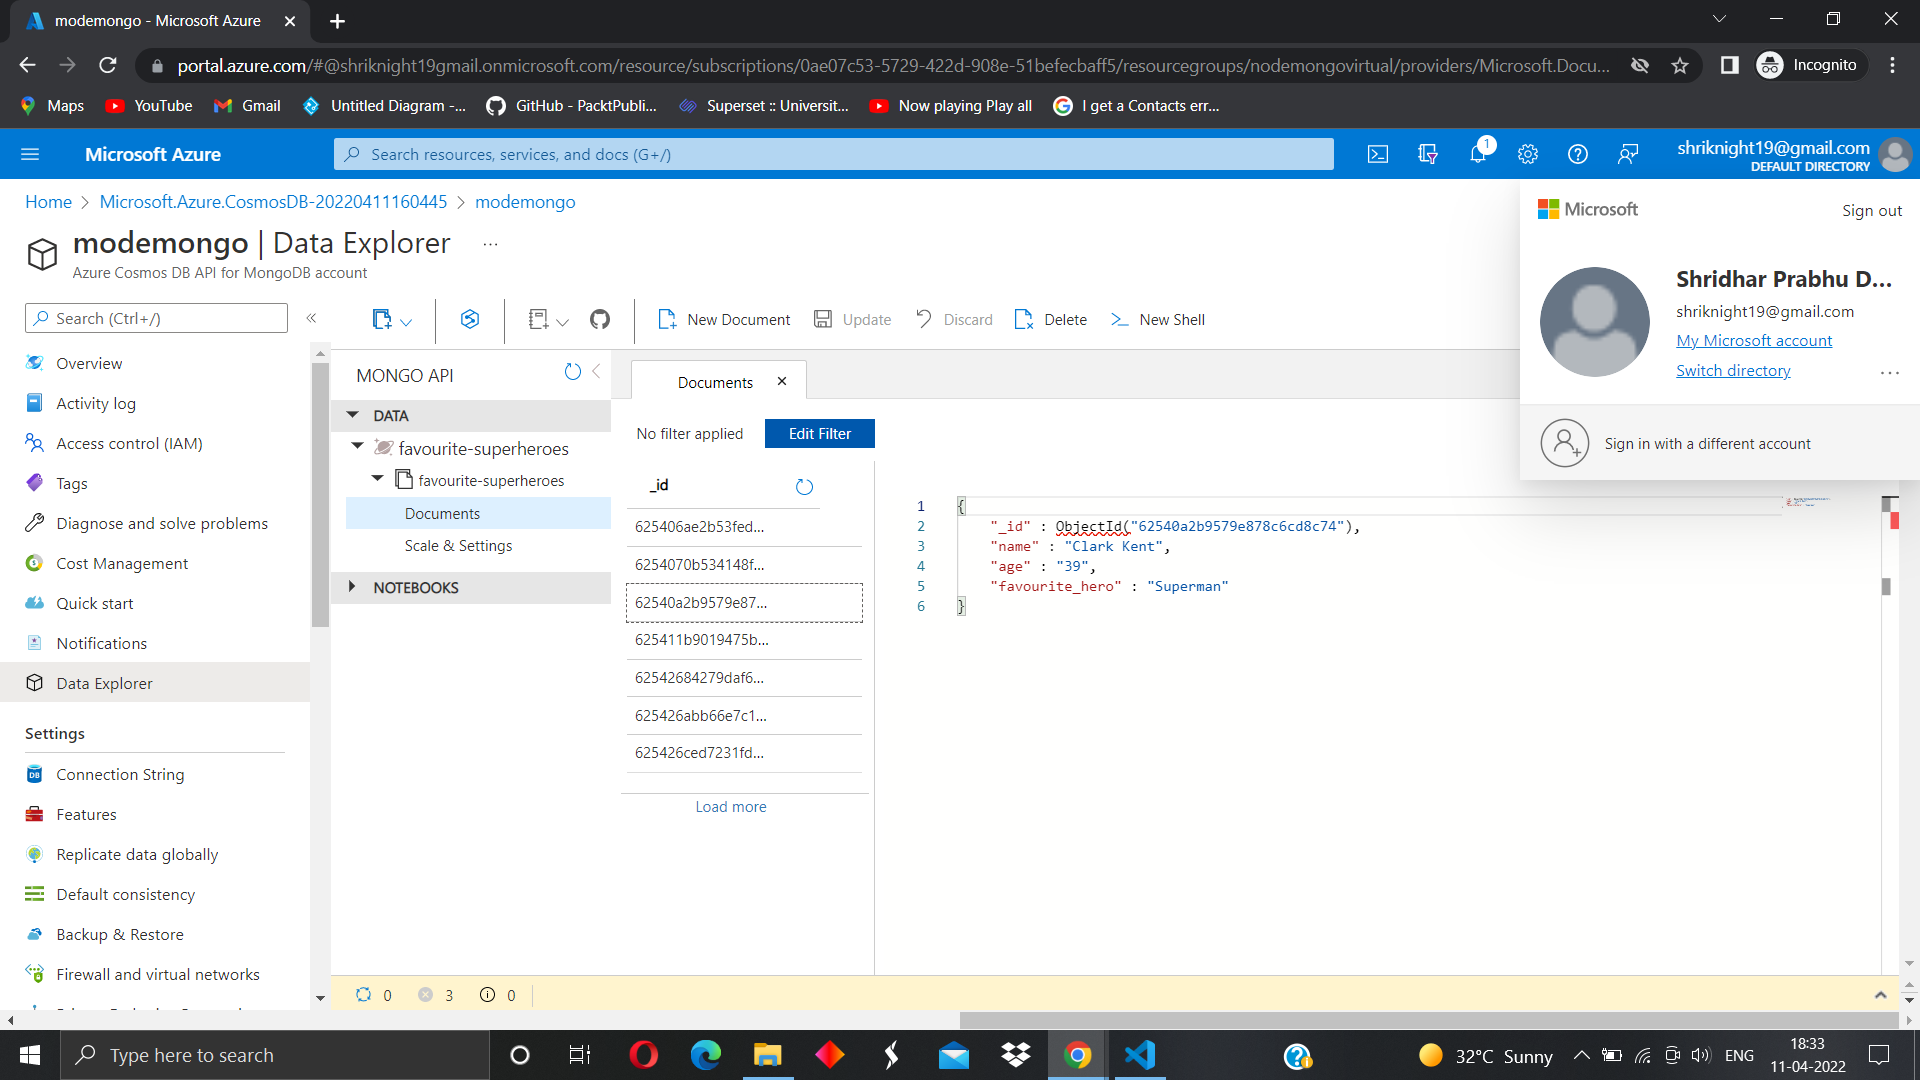 modemongo - Microsoft Azure
portal.azure.com/#@shriknight19gmail.onmicrosoft.com/resource/subscriptions/0ae07c53-5729-422d-908e-51befecbaff5/resourcegroups/nodemongovirtual/providers/Microsoft.Docu...
Incognito
Maps YouTube Gmail Untitled Diagram -... GitHub - PacktPubli... Superset :: Universit... Now playing Play all I get a Contacts err...
Microsoft Azure
Search resources, services, and docs (G+/)
1
shriknight19@gmail.com
DEFAULT DIRECTORY
Home > Microsoft.Azure.CosmosDB-20220411160445 > modemongo
modemongo | Data Explorer ...
Azure Cosmos DB API for MongoDB account
Microsoft
Sign out
Shridhar Prabhu D...
shriknight19@gmail.com
My Microsoft account
Switch directory
...
Sign in with a different account
Search (Ctrl+/)
«
Overview
Activity log
Access control (IAM)
Tags
Diagnose and solve problems
Cost Management
Quick start
Notifications
Data Explorer
Settings
Connection String
Features
Replicate data globally
Default consistency
Backup & Restore
Firewall and virtual networks
New Document Update Discard Delete New Shell
MONGO API
DATA
favourite-superheroes
favourite-superheroes
Documents
Scale & Settings
NOTEBOOKS
Documents
No filter applied
Edit Filter
_id
625406ae2b53fed...
6254070b534148f...
62540a2b9579e87...
625411b9019475b...
62542684279daf6...
625426abb66e7c1...
625426ced7231fd...
Load more
1 {
2 "_id" : ObjectId("62540a2b9579e878c6cd8c74"),
3 "name" : "Clark Kent",
4 "age" : "39",
5 "favourite_hero" : "Superman"
6 }
0 3 0
Type here to search
32°C Sunny
ENG
18:33
11-04-2022